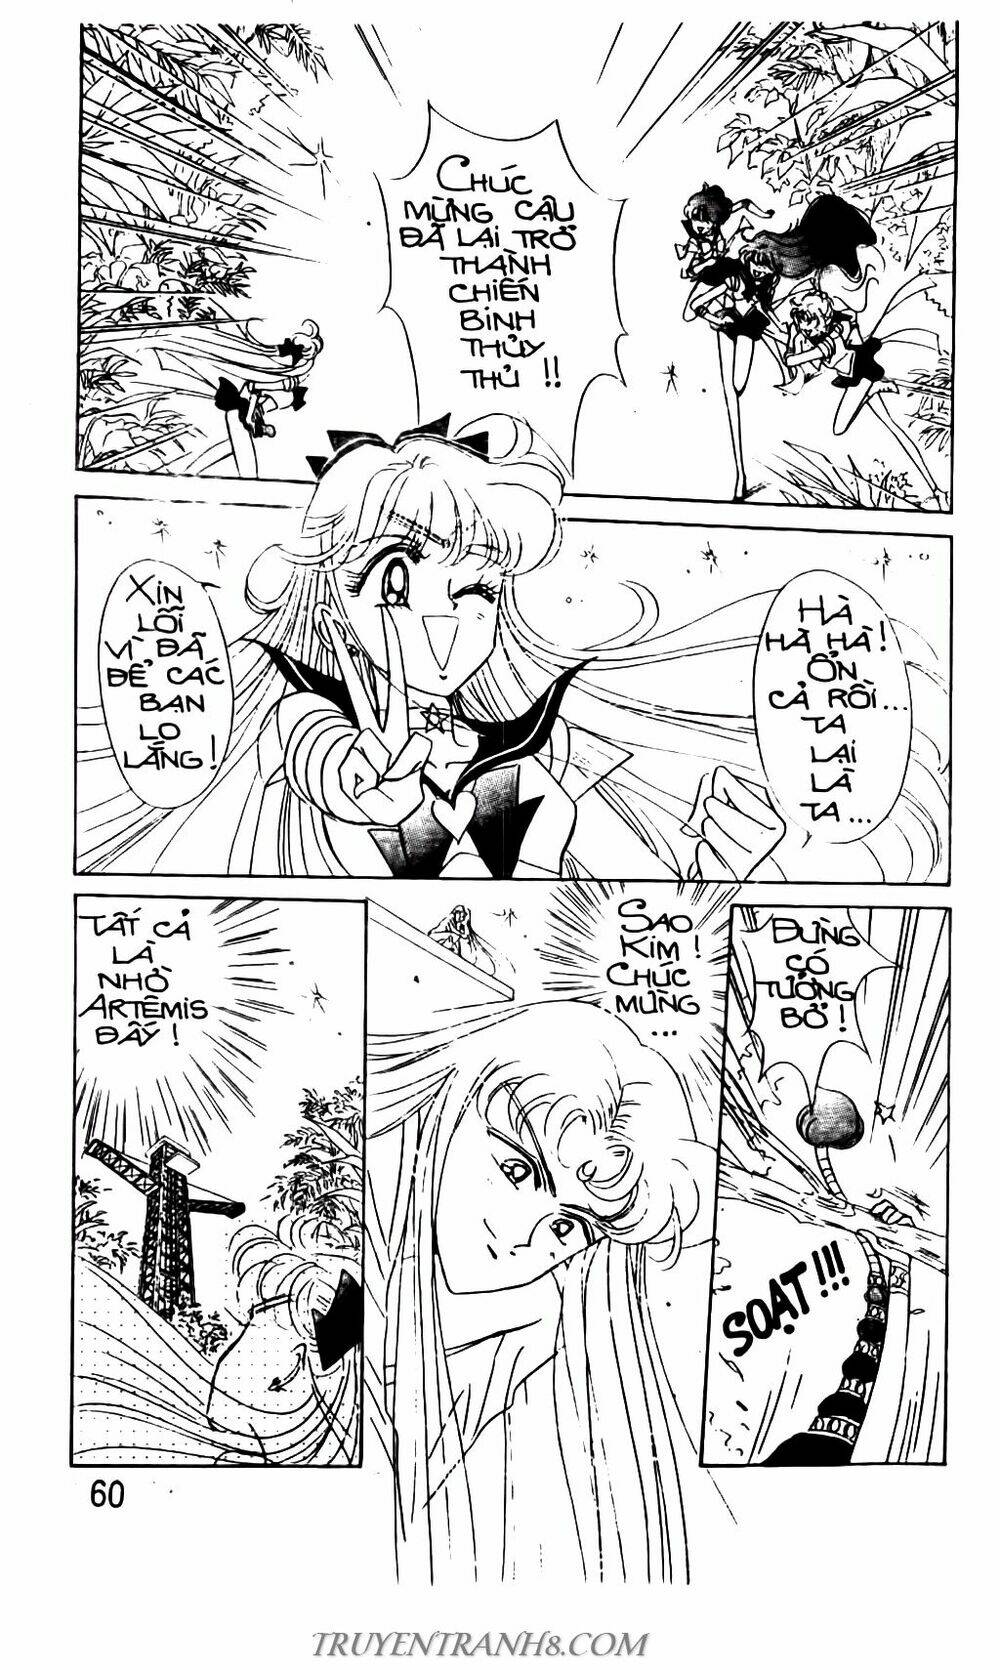 CHÚC
MỪNG CẬU
ĐÃ LẠI TRỞ
THÀNH
CHIẾN
BINH
THỦY
THỦ !!
HÀ
HÀ HÀ !
ỔN
CẢ RỒI...
TA
LẠI
LÀ
TA ...
XIN
LỖI
VÌ ĐÃ
ĐỂ CÁC
BẠN
LO
LẮNG !
ĐỪNG
CÓ
TƯỞNG
BỞ !
SOẠT!!!
SAO
KIM !
CHÚC
MỪNG
...
TẤT CẢ
LÀ
NHỜ
ARTÊMIS
ĐẤY !
60
TRUYENTRANH8.COM